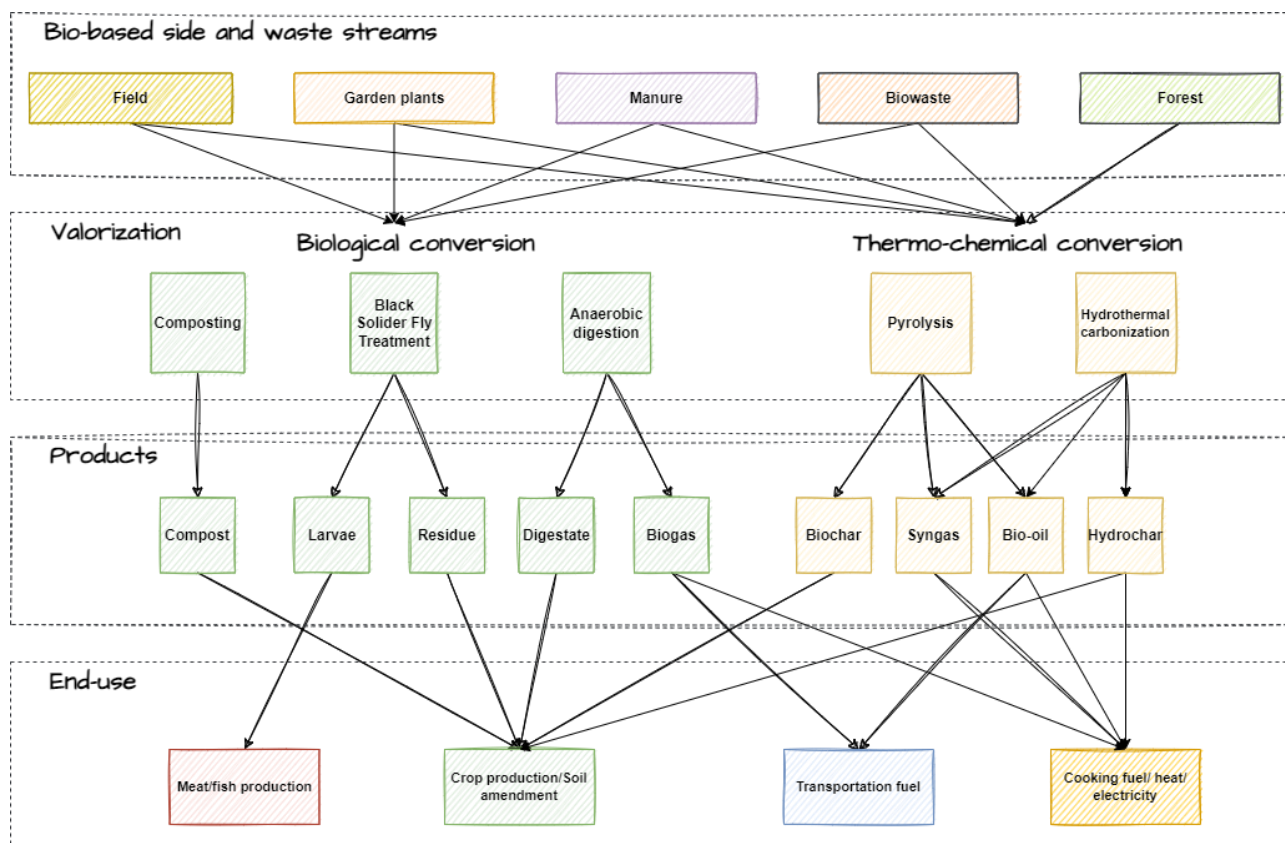 Bio-based side and waste streams
Field
Garden plants
Manure
Biowaste
Forest
Valorization
Biological conversion
Thermo-chemical conversion
Composting
Black
Solider Fly
Treatment
Anaerobic
digestion
Pyrolysis
Hydrothermal
carbonization
Products
Compost
Larvae
Residue
Digestate
Biogas
Biochar
Syngas
Bio-oil
Hydrochar
End-use
Meat/fish production
Crop production/Soil
amendment
Transportation fuel
Cooking fuel/ heat/
electricity